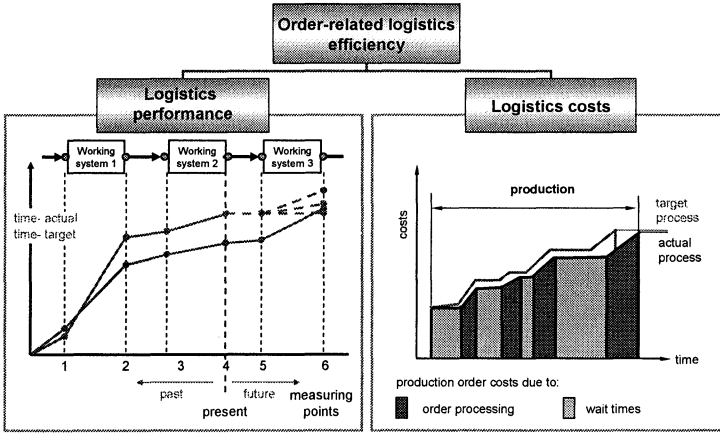 Order-related logistics
efficiency
Logistics
performance
Working
system 1
Working
system 2
Working
system 3
time- actual
time- target
1
2
3
4
5
6
past
future
measuring
points
present
Logistics costs
production
costs
target
process
actual
process
time
production order costs due to:
order processing
wait times